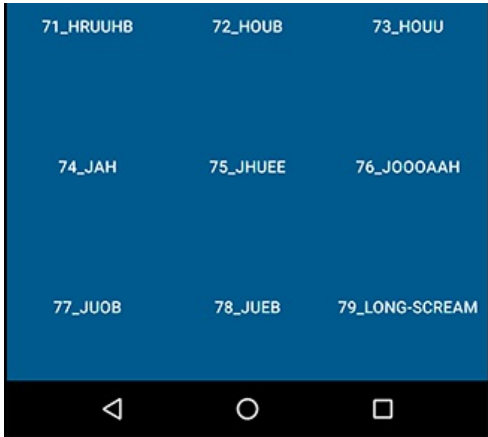 71_HRUUHB 72_HOUB 73_HOUU
74_JAH 75_JHUEE 76_JOOOAAH
77_JUOB 78_JUEB 79_LONG-SCREAM